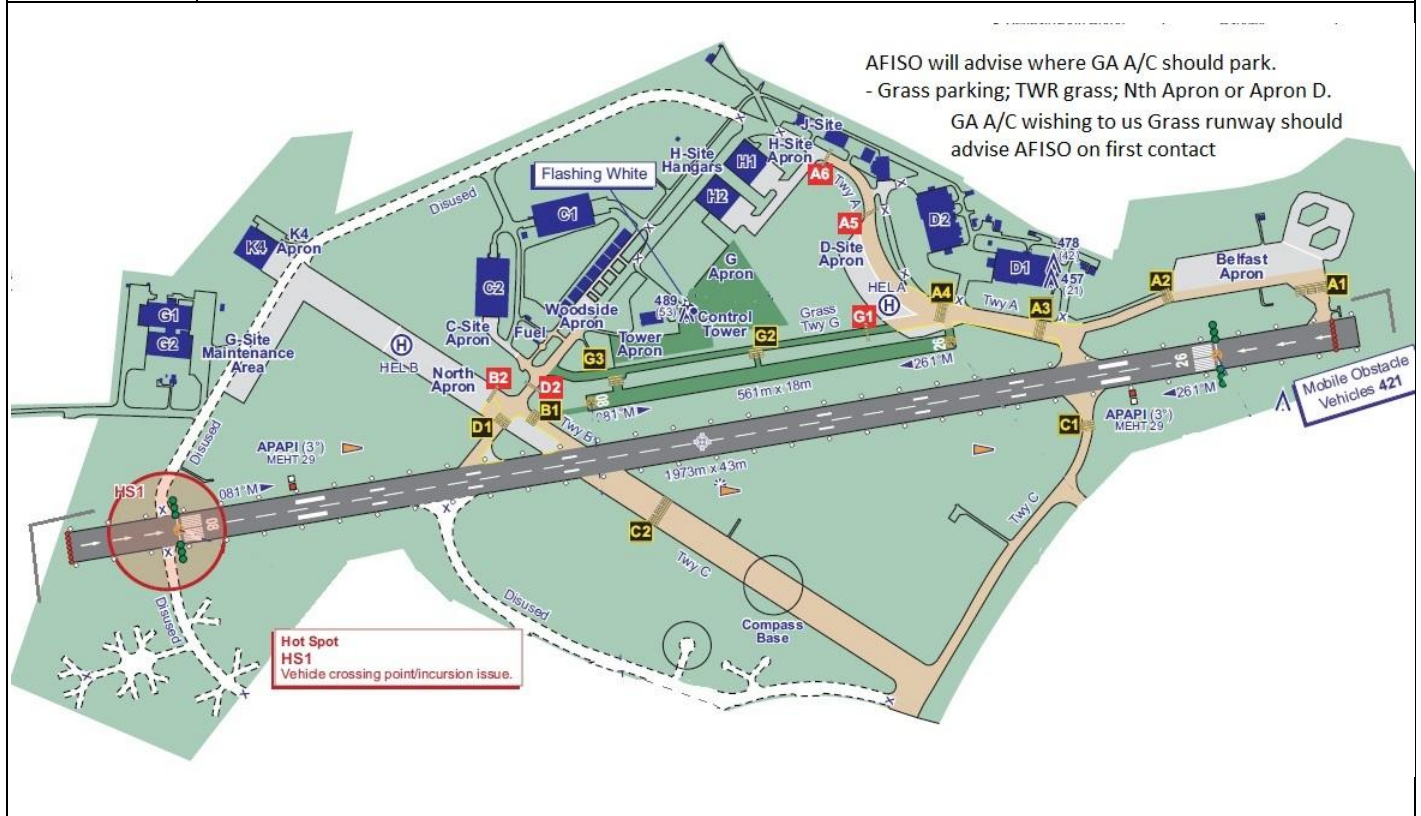 AFISO will advise where GA A/C should park.
- Grass parking; TWR grass; Nth Apron or Apron D.
GA A/C wishing to us Grass runway should
advise AFISO on first contact
J-Site
H-Site
Apron
H-Site
Hangars
H1
H2
A6
Twy A
Flashing White
Disused
C1
A5
D2
D-Site
Apron
K4
K4
Apron
G
Apron
478
(42)
D1
457
(21)
Belfast
Apron
A2
A1
C2
HEL A
H
A4
Twy A
A3
489
(53)
Control
Tower
Woodside
Apron
Grass
Twy G
G1
G1
G2
G-Site
Maintenance
Area
C-Site
Apron
Fuel
Tower
Apron
G2
26
261°M
G3
H
HEL B
North
Apron
B2
D2
561m x 18m
26
261°M
Mobile Obstacle
Vehicles 421
08
081°M
B1
D1
Twy B
APAPI (3°)
MEHT 29
C1
Disused
APAPI (3°)
MEHT 29
HS1
081°M
1973m x 43m
08
C2
Twy C
Twy C
Disused
Disused
Compass
Base
Hot Spot
HS1
Vehicle crossing point/incursion issue.